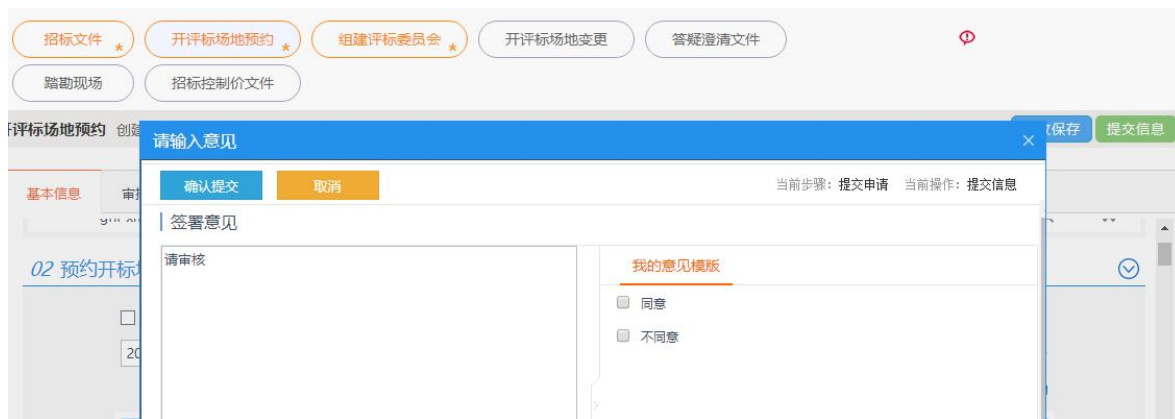 招标文件 * 开评标场地预约 * 组建评标委员会 * 开评标场地变更 答疑澄清文件
踏勘现场 招标控制价文件
评标场地预约 创建 保存 提交信息
请输入意见 ×
确认提交 取消 当前步骤：提交申请 当前操作：提交信息
基本信息 审
签署意见
02 预约开标
请审核 我的意见模版
同意
不同意
20